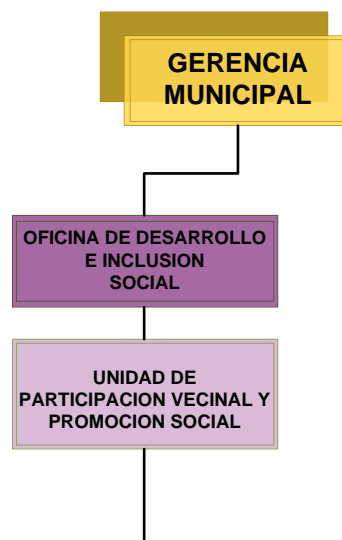 GERENCIA
MUNICIPAL
OFICINA DE DESARROLLO
E INCLUSION
SOCIAL
UNIDAD DE
PARTICIPACION VECINAL Y
PROMOCION SOCIAL